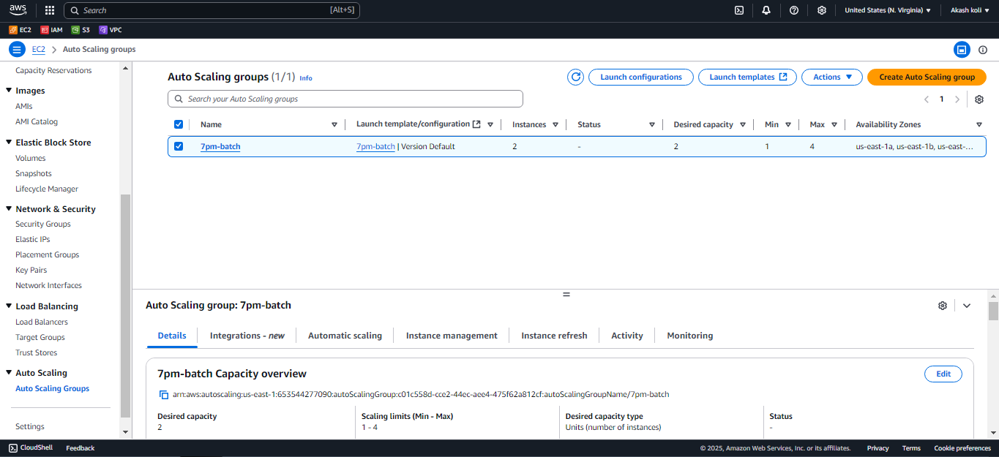 aws Search [Alt+S] United States (N. Virginia) Akash koli
EC2 IAM S3 VPC
EC2 Auto Scaling groups
Capacity Reservations
Images
AMIs
AMI Catalog
Elastic Block Store
Volumes
Snapshots
Lifecycle Manager
Network & Security
Security Groups
Elastic IPs
Placement Groups
Key Pairs
Network Interfaces
Load Balancing
Load Balancers
Target Groups
Trust Stores
Auto Scaling
Auto Scaling Groups
Settings
Auto Scaling groups (1/1) Info
Launch configurations Launch templates Actions Create Auto Scaling group
Search your Auto Scaling groups 1
Name Launch template/configuration Instances Status Desired capacity Min Max Availability Zones
7pm-batch 7pm-batch | Version Default 2 - 2 1 4 us-east-1a, us-east-1b, us-east-...
Auto Scaling group: 7pm-batch
Details Integrations - new Automatic scaling Instance management Instance refresh Activity Monitoring
7pm-batch Capacity overview Edit
arn:aws:autoscaling:us-east-1:653544277090:autoScalingGroup:c01c558d-cce2-44ec-aee4-475f62a812cf:autoScalingGroupName/7pm-batch
Desired capacity Scaling limits (Min - Max) Desired capacity type Status
2 1 - 4 Units (number of instances) -
CloudShell Feedback © 2025, Amazon Web Services, Inc. or its affiliates. Privacy Terms Cookie preferences